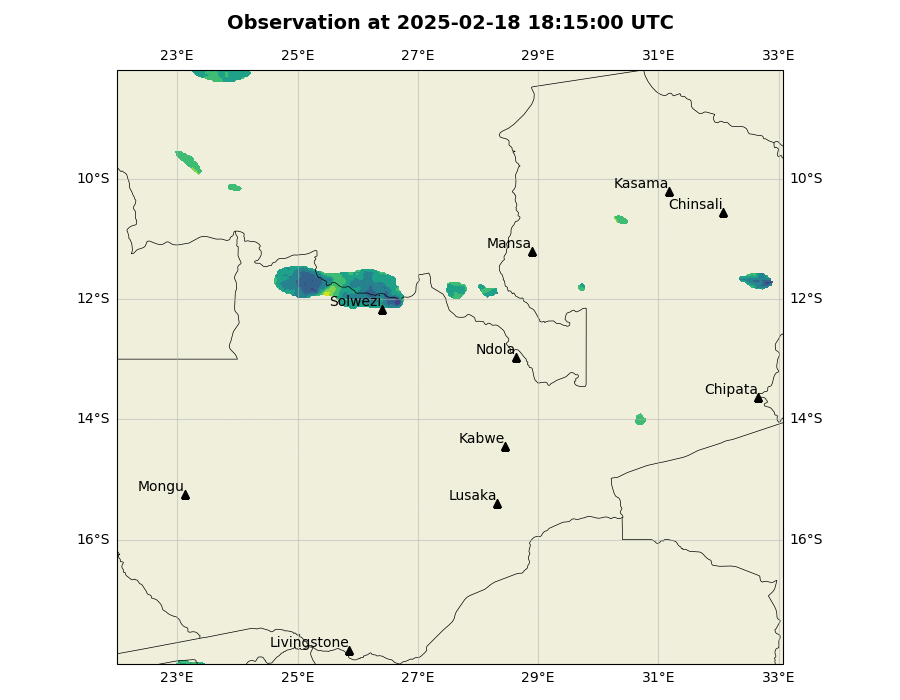 Observation at 2025-02-18 18:15:00 UTC
23°E 25°E 27°E 29°E 31°E 33°E
10°S 10°S
Kasama
Chinsali
Mansa
12°S 12°S
Solwezi
Ndola
Chipata
14°S 14°S
Kabwe
Mongu
Lusaka
16°S 16°S
Livingstone
23°E 25°E 27°E 29°E 31°E 33°E